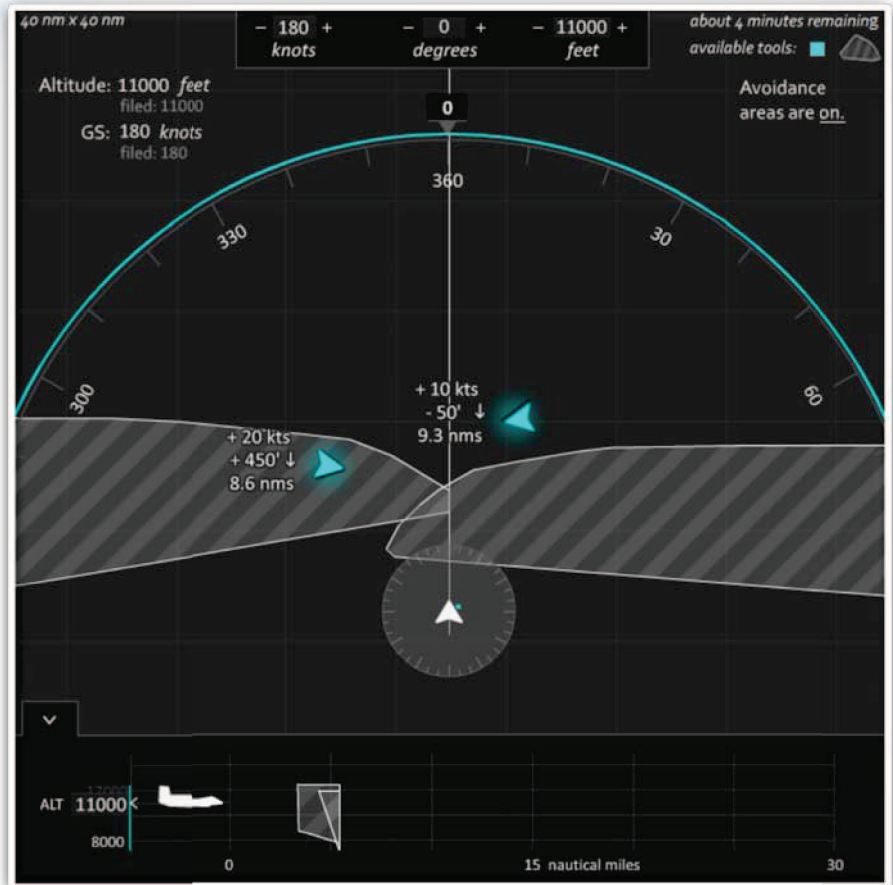 40 nm x 40 nm
− 180 + − 0 + − 11000 +
knots degrees feet
about 4 minutes remaining
available tools:
Altitude: 11000 feet
filed: 11000
GS: 180 knots
filed: 180
Avoidance
areas are on.
0
360
330
30
300
60
+ 10 kts
- 50' ↓
9.3 nms
+ 20 kts
+ 450' ↓
8.6 nms
ALT 11000
8000
0 15 nautical miles 30